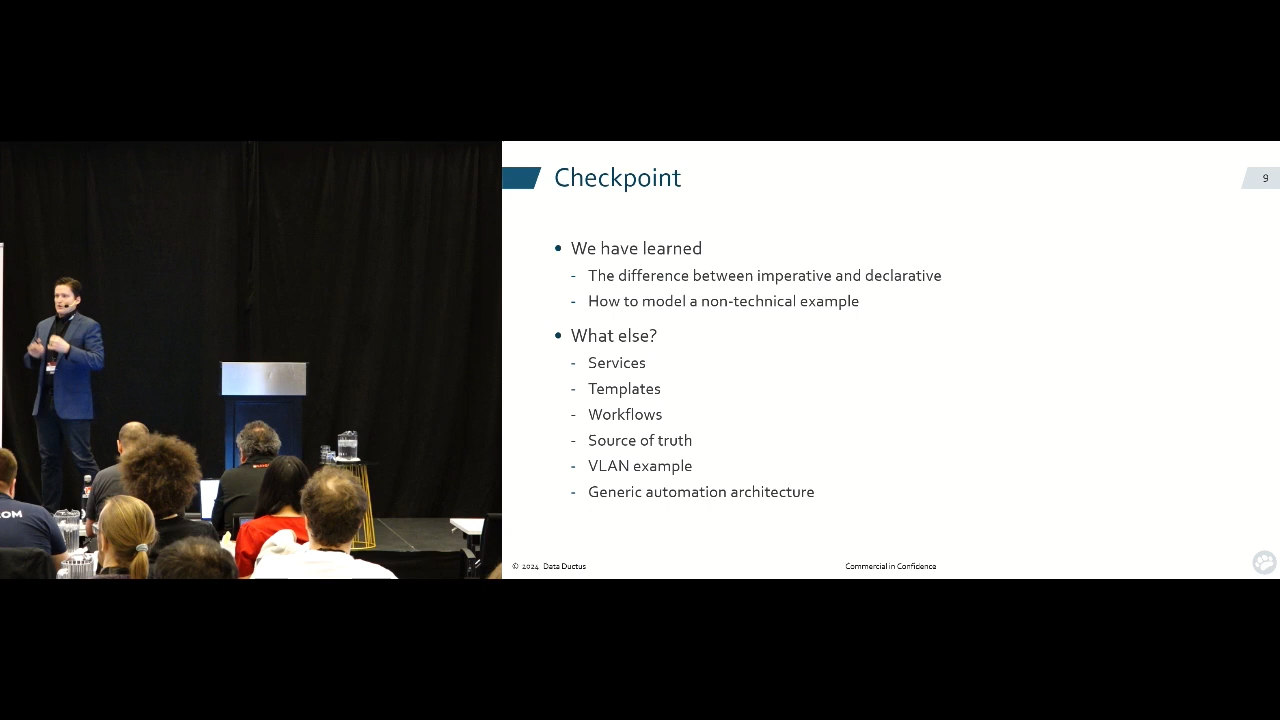 Checkpoint
9
• We have learned
- The difference between imperative and declarative
- How to model a non-technical example
• What else?
- Services
- Templates
- Workflows
- Source of truth
- VLAN example
- Generic automation architecture
© 2024 Data Ductus
Commercial in Confidence
OM